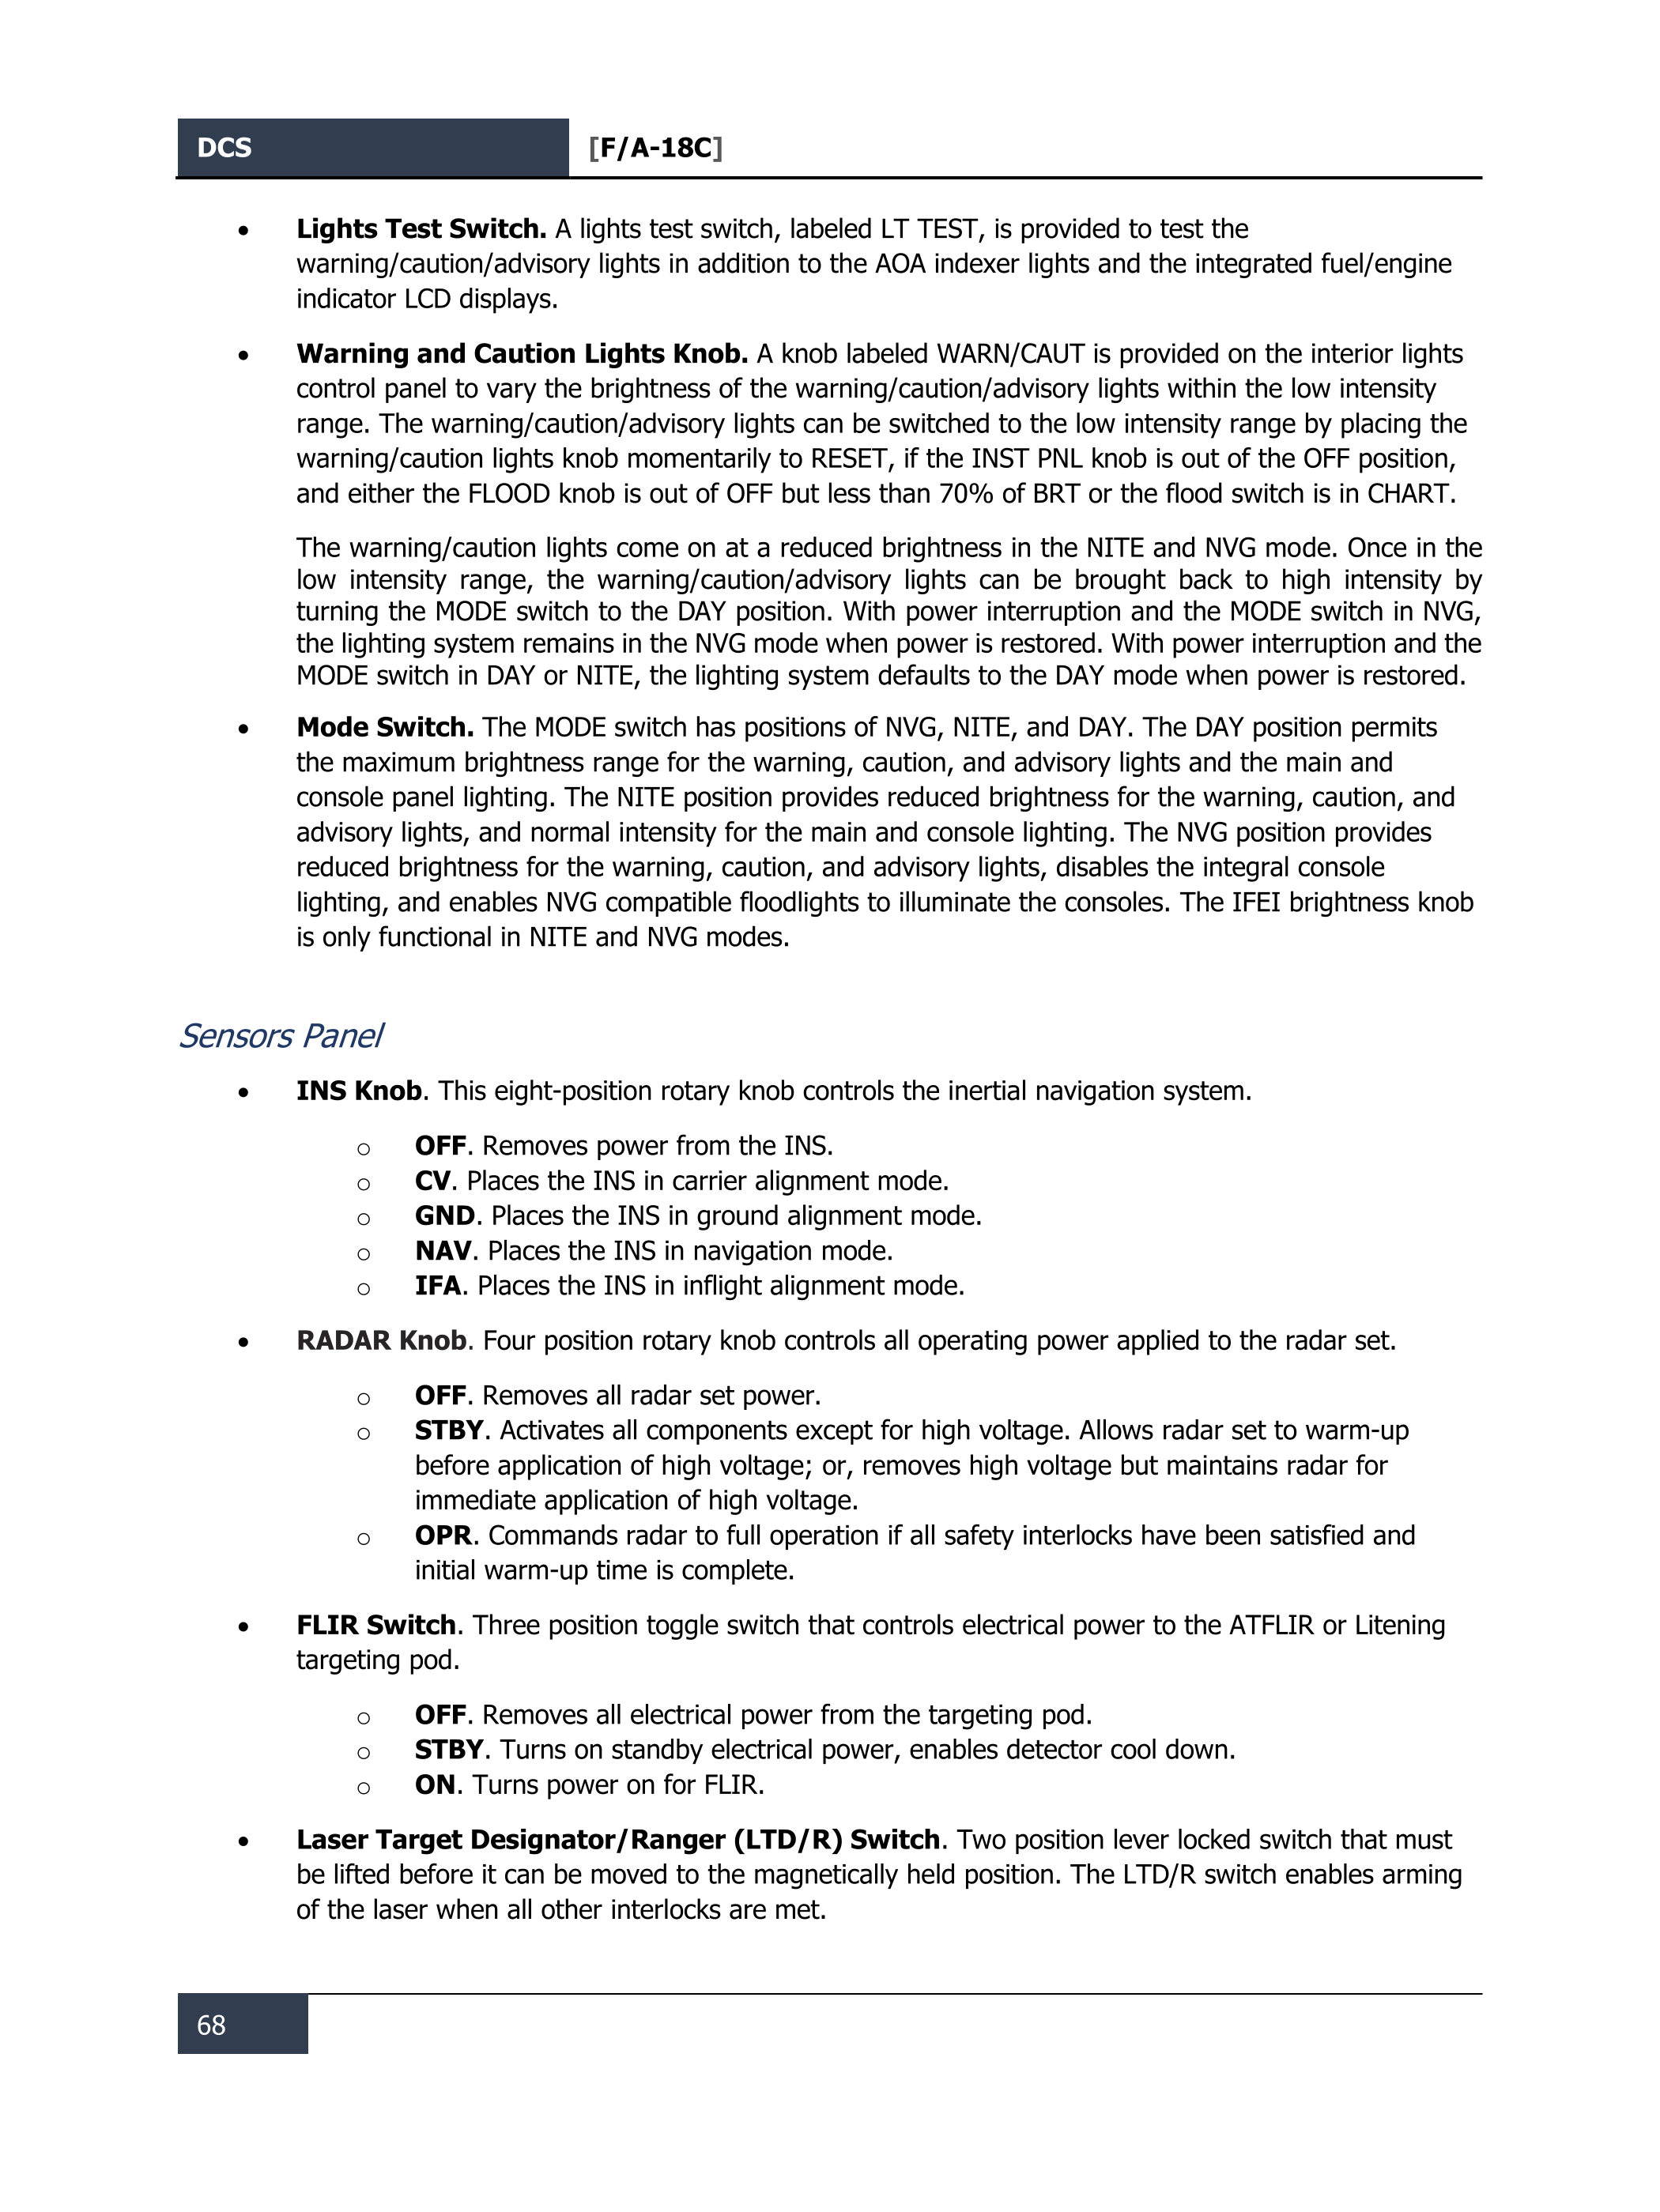 DCS [F/A-18C]
• Lights Test Switch. A lights test switch, labeled LT TEST, is provided to test the
warning/caution/advisory lights in addition to the AOA indexer lights and the integrated fuel/engine
indicator LCD displays.
• Warning and Caution Lights Knob. A knob labeled WARN/CAUT is provided on the interior lights
control panel to vary the brightness of the warning/caution/advisory lights within the low intensity
range. The warning/caution/advisory lights can be switched to the low intensity range by placing the
warning/caution lights knob momentarily to RESET, if the INST PNL knob is out of the OFF position,
and either the FLOOD knob is out of OFF but less than 70% of BRT or the flood switch is in CHART.
The warning/caution lights come on at a reduced brightness in the NITE and NVG mode. Once in the
low intensity range, the warning/caution/advisory lights can be brought back to high intensity by
turning the MODE switch to the DAY position. With power interruption and the MODE switch in NVG,
the lighting system remains in the NVG mode when power is restored. With power interruption and the
MODE switch in DAY or NITE, the lighting system defaults to the DAY mode when power is restored.
• Mode Switch. The MODE switch has positions of NVG, NITE, and DAY. The DAY position permits
the maximum brightness range for the warning, caution, and advisory lights and the main and
console panel lighting. The NITE position provides reduced brightness for the warning, caution, and
advisory lights, and normal intensity for the main and console lighting. The NVG position provides
reduced brightness for the warning, caution, and advisory lights, disables the integral console
lighting, and enables NVG compatible floodlights to illuminate the consoles. The IFEI brightness knob
is only functional in NITE and NVG modes.
Sensors Panel
• INS Knob. This eight-position rotary knob controls the inertial navigation system.
o OFF. Removes power from the INS.
o CV. Places the INS in carrier alignment mode.
o GND. Places the INS in ground alignment mode.
o NAV. Places the INS in navigation mode.
o IFA. Places the INS in inflight alignment mode.
• RADAR Knob. Four position rotary knob controls all operating power applied to the radar set.
o OFF. Removes all radar set power.
o STBY. Activates all components except for high voltage. Allows radar set to warm-up
before application of high voltage; or, removes high voltage but maintains radar for
immediate application of high voltage.
o OPR. Commands radar to full operation if all safety interlocks have been satisfied and
initial warm-up time is complete.
• FLIR Switch. Three position toggle switch that controls electrical power to the ATFLIR or Litening
targeting pod.
o OFF. Removes all electrical power from the targeting pod.
o STBY. Turns on standby electrical power, enables detector cool down.
o ON. Turns power on for FLIR.
• Laser Target Designator/Ranger (LTD/R) Switch. Two position lever locked switch that must
be lifted before it can be moved to the magnetically held position. The LTD/R switch enables arming
of the laser when all other interlocks are met.
68